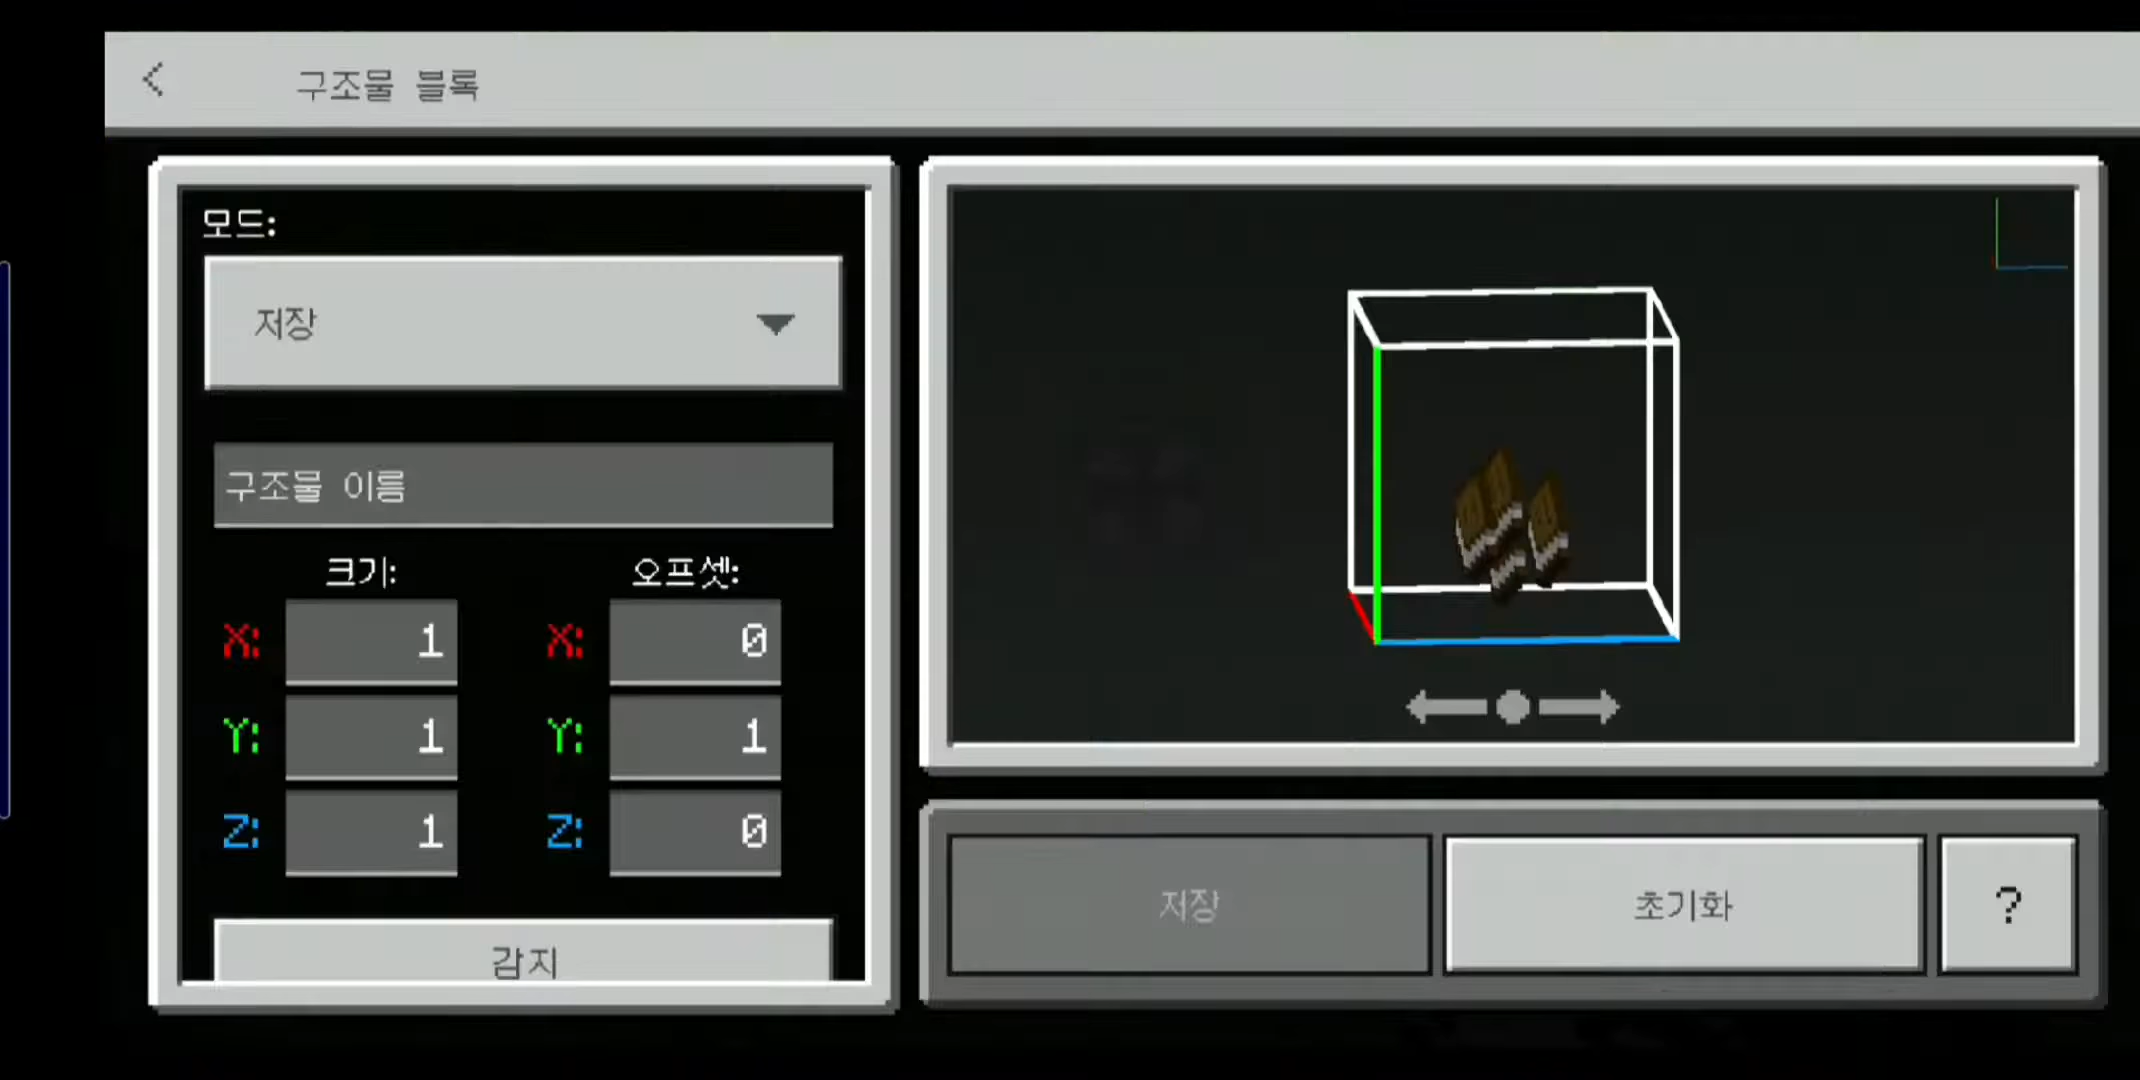 구조물 블록
모드:
저장
구조물 이름
크기: 오프셋:
X: 1 X: 0
Y: 1 Y: 1
Z: 1 Z: 0
감지
저장 초기화 ?